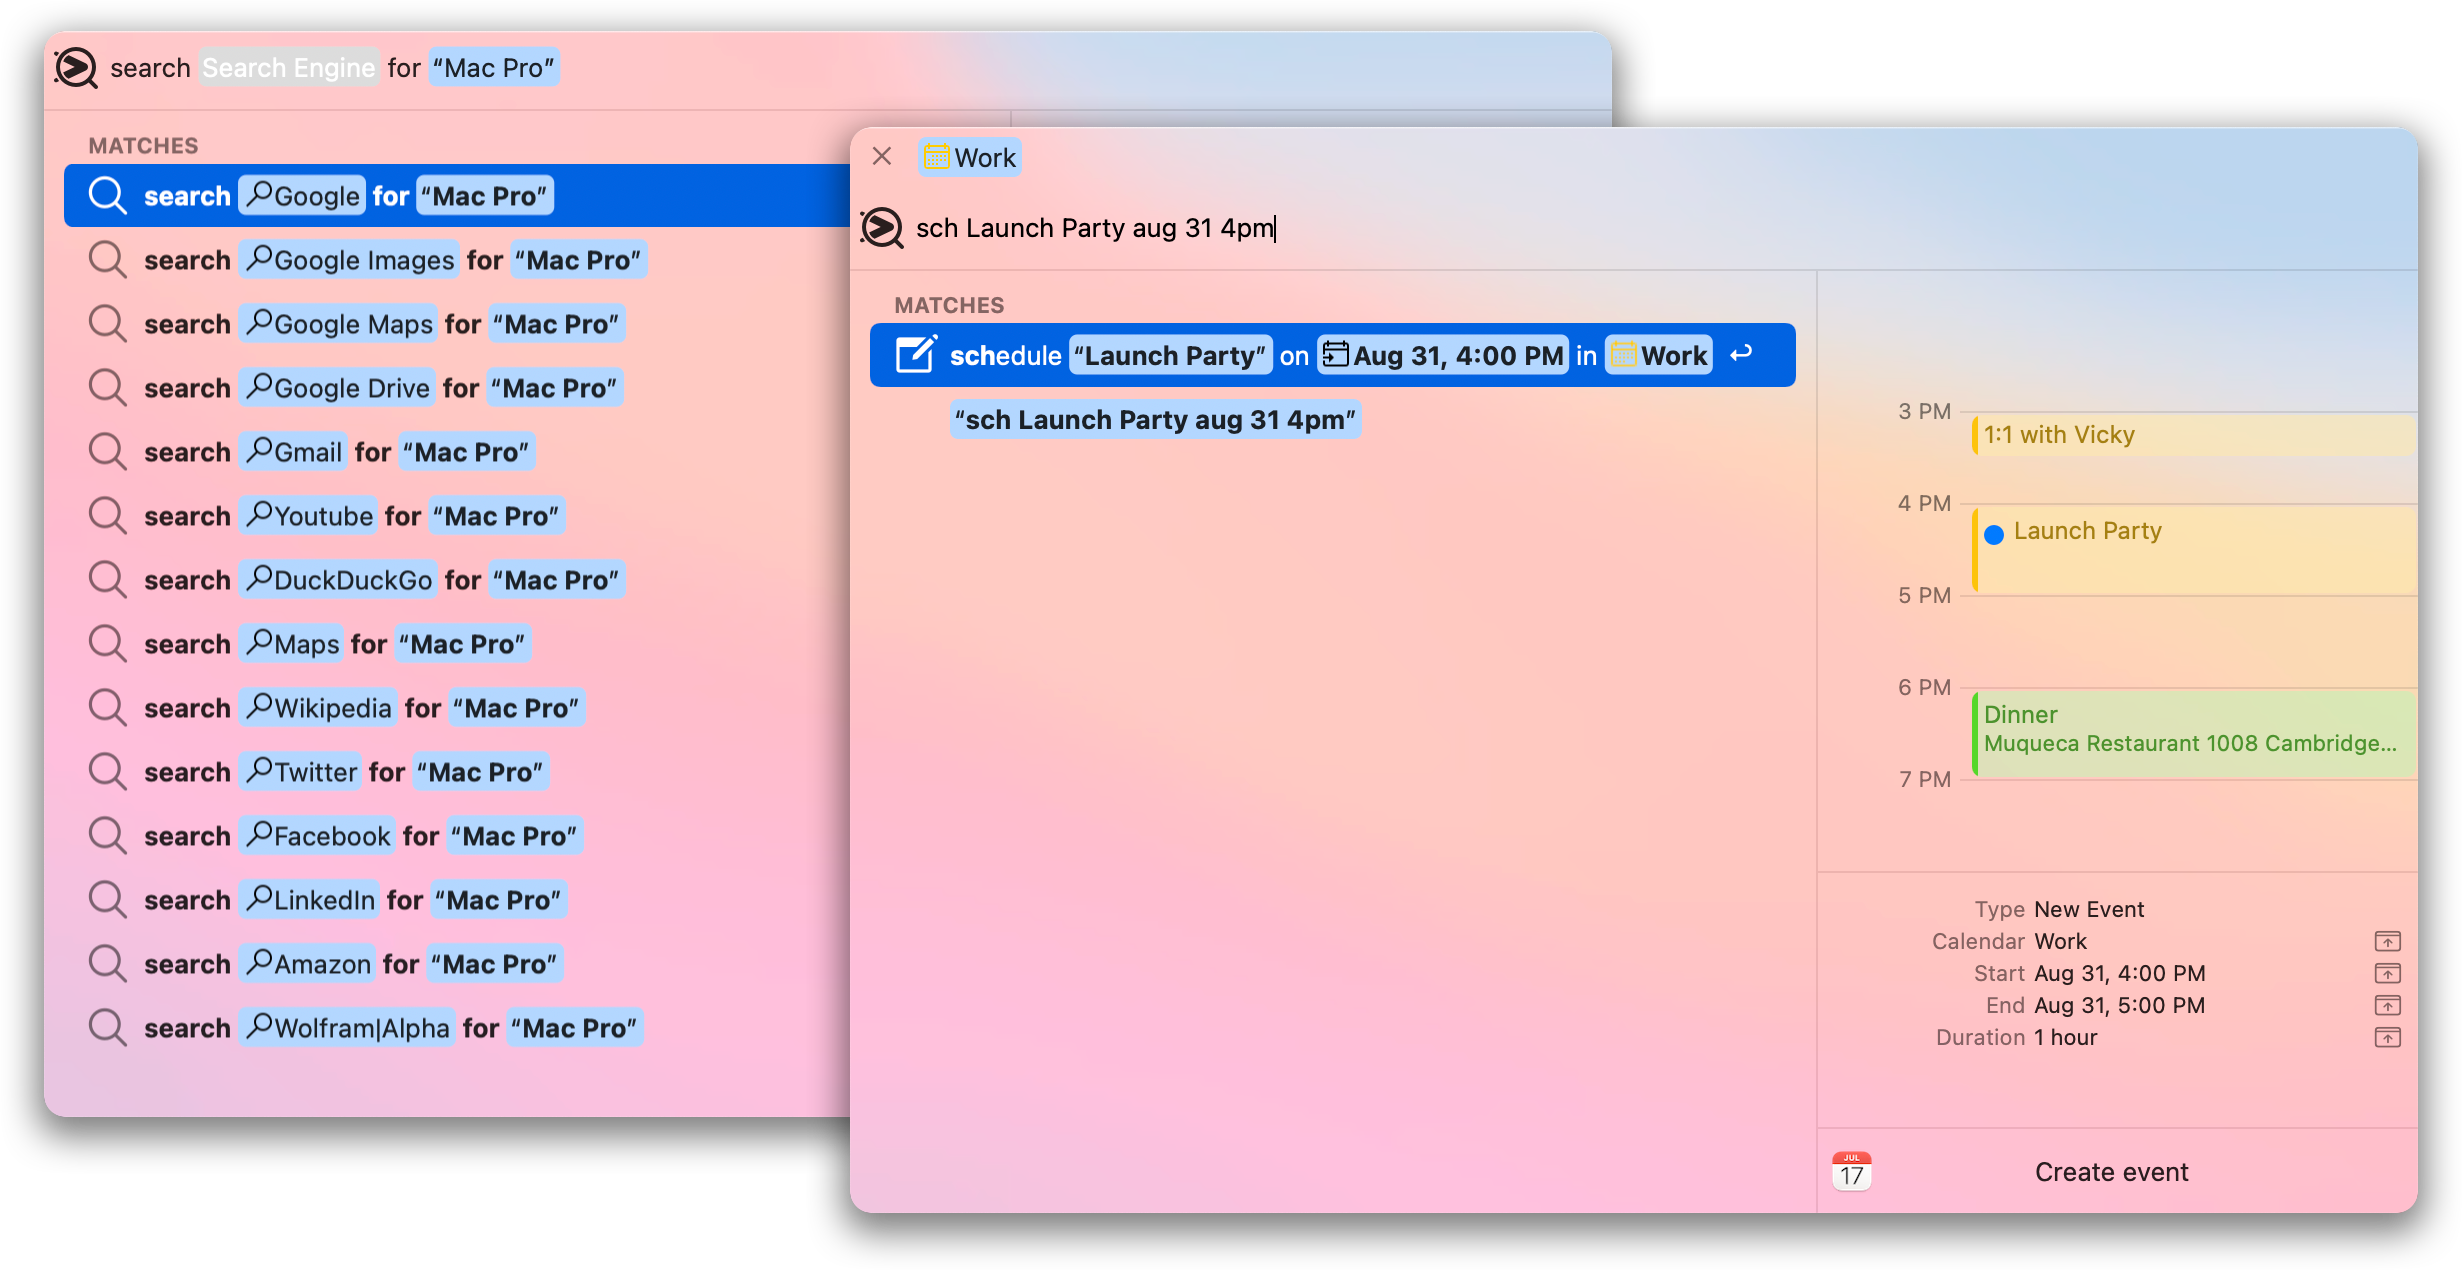 search Search Engine for “Mac Pro”
MATCHES
search Google for “Mac Pro”
search Google Images for “Mac Pro”
search Google Maps for “Mac Pro”
search Google Drive for “Mac Pro”
search Gmail for “Mac Pro”
search Youtube for “Mac Pro”
search DuckDuckGo for “Mac Pro”
search Maps for “Mac Pro”
search Wikipedia for “Mac Pro”
search Twitter for “Mac Pro”
search Facebook for “Mac Pro”
search LinkedIn for “Mac Pro”
search Amazon for “Mac Pro”
search Wolfram|Alpha for “Mac Pro”
Work
sch Launch Party aug 31 4pm
MATCHES
schedule “Launch Party” on Aug 31, 4:00 PM in Work
“sch Launch Party aug 31 4pm”
3 PM
1:1 with Vicky
4 PM
Launch Party
5 PM
6 PM
Dinner
Muqueca Restaurant 1008 Cambridge...
7 PM
Type New Event
Calendar Work
Start Aug 31, 4:00 PM
End Aug 31, 5:00 PM
Duration 1 hour
JUL
17
Create event